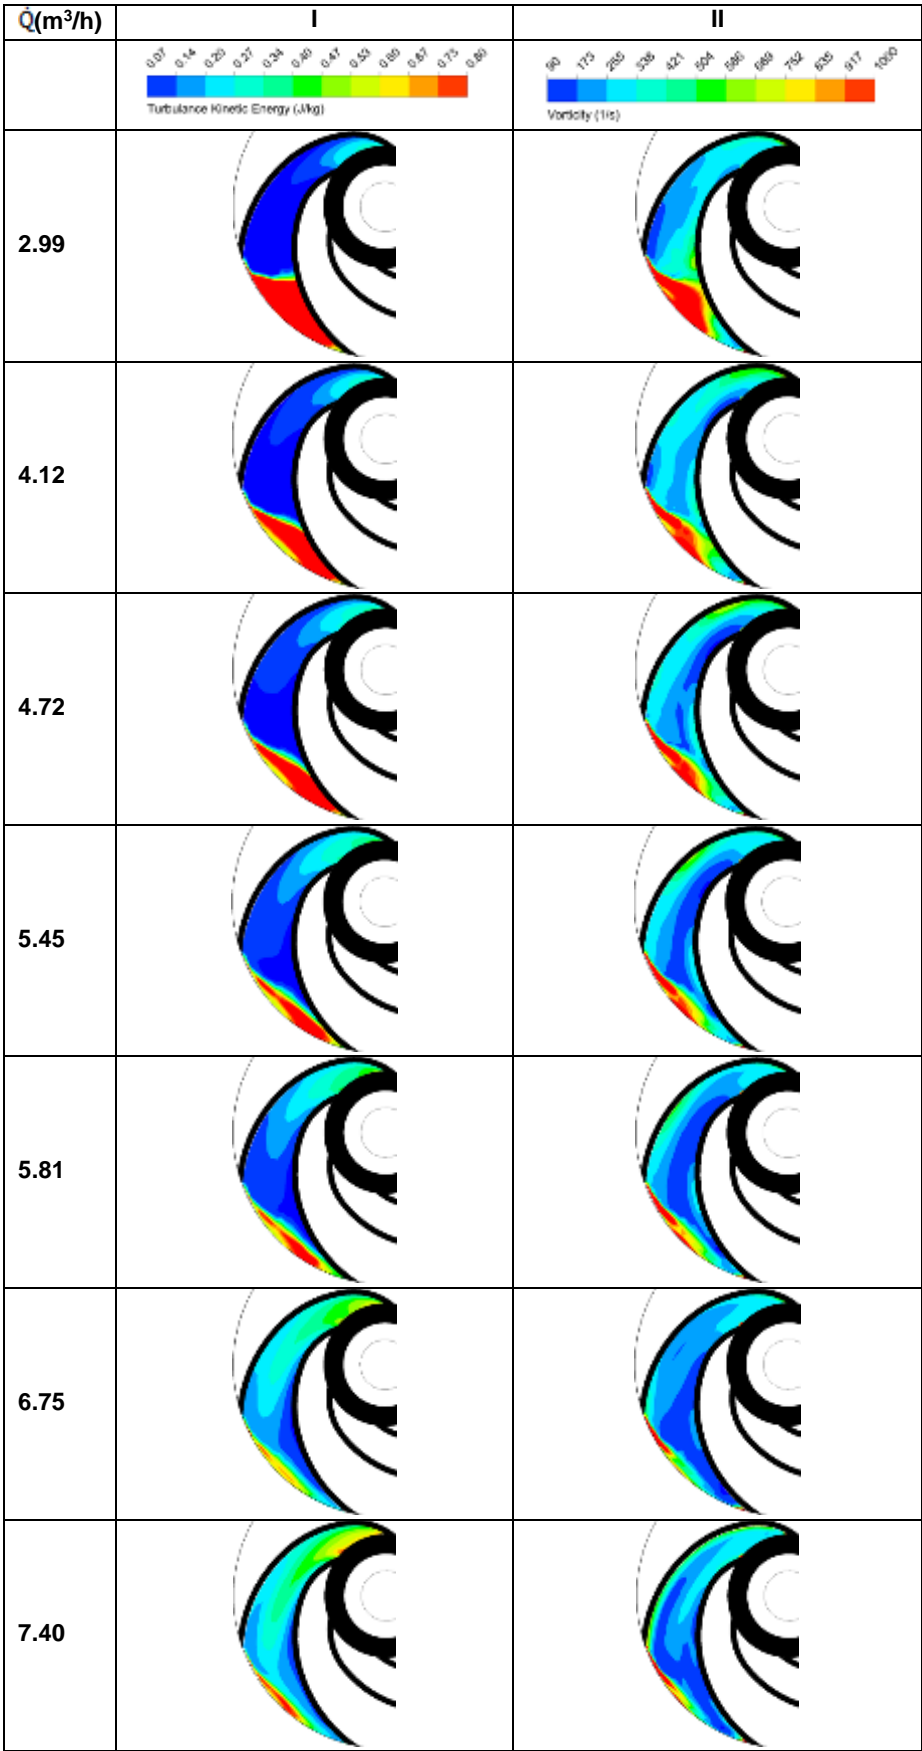 Q̇(m³/h) I II
0.07 0.14 0.20 0.27 0.34 0.40 0.47 0.53 0.60 0.67 0.73 0.80
Turbulance Kinetic Energy (J/kg)
90 173 255 338 421 504 586 669 752 835 917 1000
Vorticity (1/s)
2.99
4.12
4.72
5.45
5.81
6.75
7.40